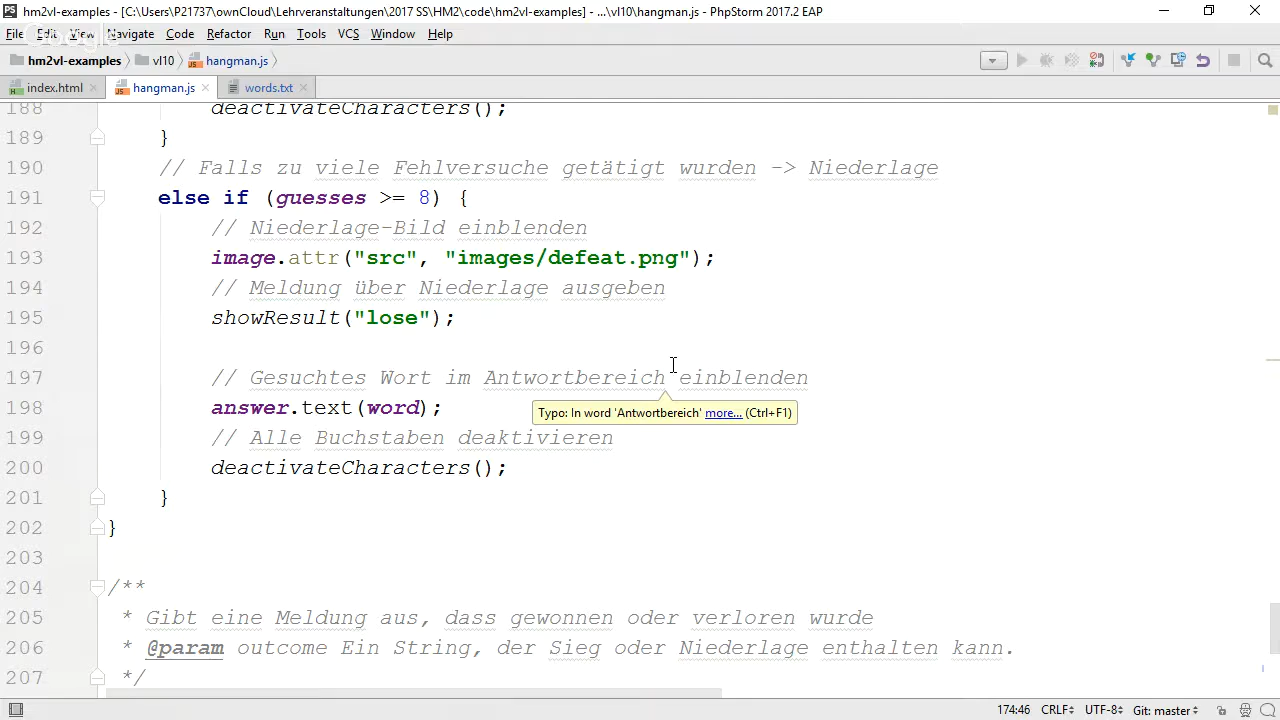 hm2vl-examples - [C:\Users\P21737\ownCloud\Lehrveranstaltungen\2017 SS\HM2\code\hm2vl-examples] - ...\vl10\hangman.js - PhpStorm 2017.2 EAP
File Edit View Navigate Code Refactor Run Tools VCS Window Help
Google
hm2vl-examples vl10 hangman.js
index.html hangman.js words.txt
188 deactivateCharacters();
189 }
190 // Falls zu viele Fehlversuche getätigt wurden -> Niederlage
191 else if (guesses >= 8) {
192 // Niederlage-Bild einblenden
193 image.attr("src", "images/defeat.png");
194 // Meldung über Niederlage ausgeben
195 showResult("lose");
196
197 // Gesuchtes Wort im Antwortbereich einblenden
198 answer.text(word);
Typo: In word 'Antwortbereich' more... (Ctrl+F1)
199 // Alle Buchstaben deaktivieren
200 deactivateCharacters();
201 }
202 }
203
204 /**
205 * Gibt eine Meldung aus, dass gewonnen oder verloren wurde
206 * @param outcome Ein String, der Sieg oder Niederlage enthalten kann.
207 */
174:46 CRLF UTF-8 Git: master